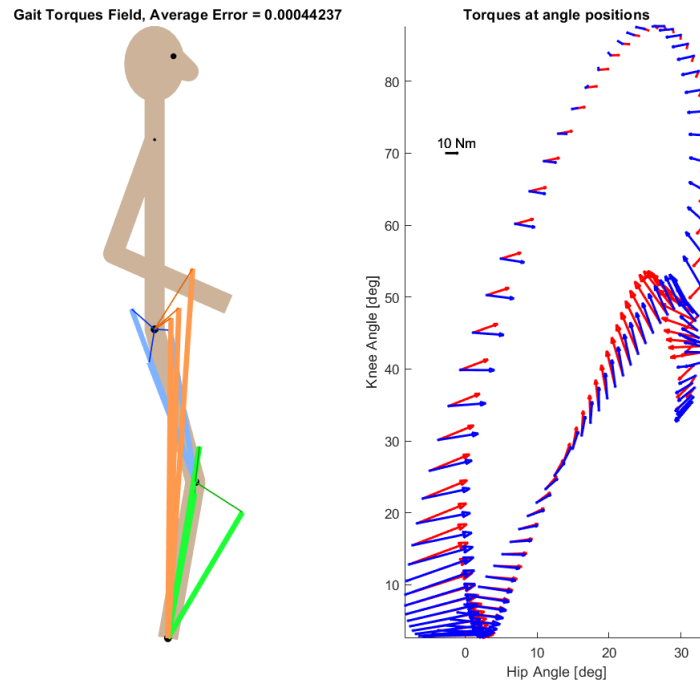 Gait Torques Field, Average Error = 0.00044237
Torques at angle positions
10 Nm
Knee Angle [deg]
80
70
60
50
40
30
20
10
0
10
20
30
Hip Angle [deg]